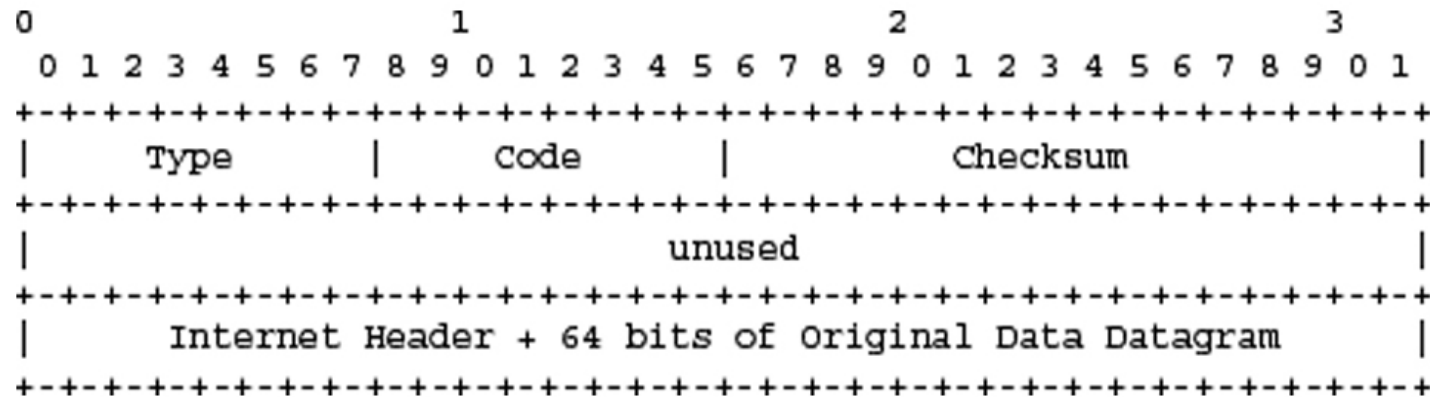 0                   1                   2                   3
 0 1 2 3 4 5 6 7 8 9 0 1 2 3 4 5 6 7 8 9 0 1 2 3 4 5 6 7 8 9 0 1
+-+-+-+-+-+-+-+-+-+-+-+-+-+-+-+-+-+-+-+-+-+-+-+-+-+-+-+-+-+-+-+-+
|     Type      |     Code      |          Checksum             |
+-+-+-+-+-+-+-+-+-+-+-+-+-+-+-+-+-+-+-+-+-+-+-+-+-+-+-+-+-+-+-+-+
|                             unused                            |
+-+-+-+-+-+-+-+-+-+-+-+-+-+-+-+-+-+-+-+-+-+-+-+-+-+-+-+-+-+-+-+-+
|      Internet Header + 64 bits of Original Data Datagram      |
+-+-+-+-+-+-+-+-+-+-+-+-+-+-+-+-+-+-+-+-+-+-+-+-+-+-+-+-+-+-+-+-+